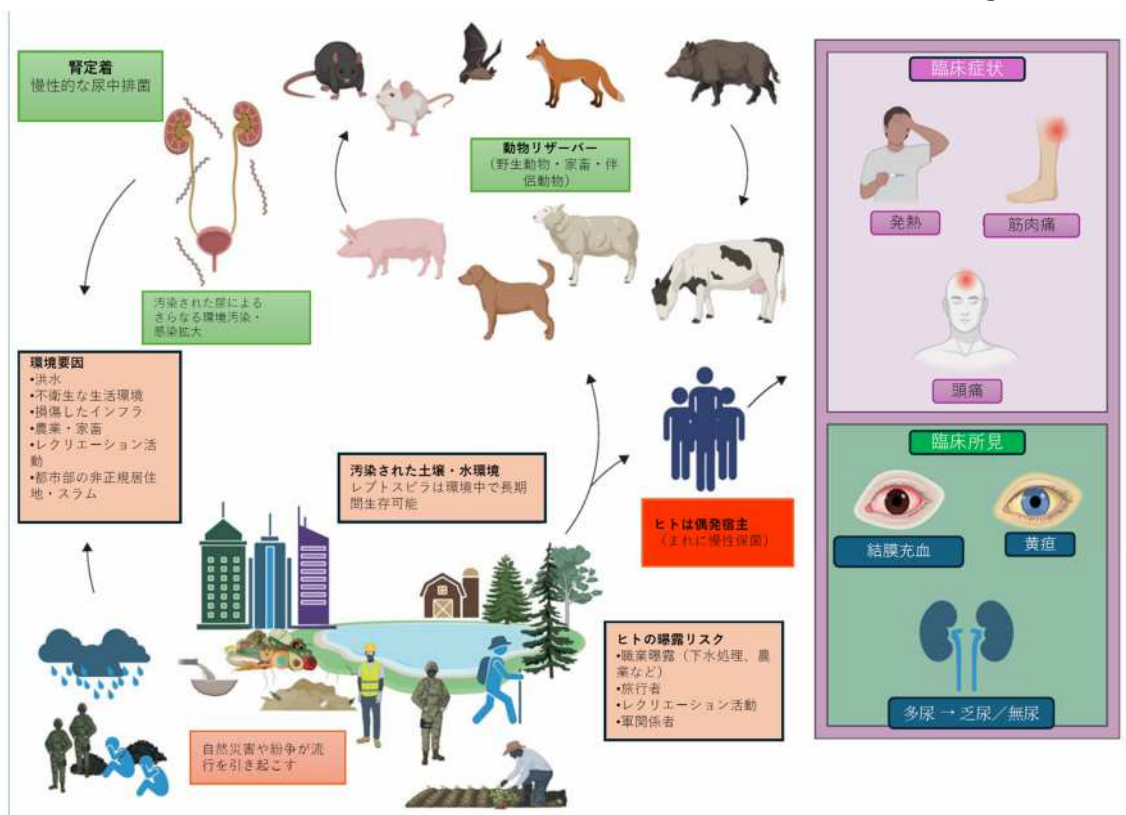 腎定着
慢性的な尿中排菌
動物リザーバー
（野生動物・家畜・伴
侶動物）
汚染された尿による
さらなる環境汚染・
感染拡大
環境要因
•洪水
•不衛生な生活環境
•損傷したインフラ
•農業・家畜
•レクリエーション活
動
•都市部の非正規居住
地・スラム
汚染された土壌・水環境
レプトスピラは環境中で長期
間生存可能
ヒトは偶発宿主
（まれに慢性保菌）
ヒトの曝露リスク
•職業曝露（下水処理、農
業など）
•旅行者
•レクリエーション活動
•軍関係者
自然災害や紛争が流
行を引き起こす
臨床症状
発熱
筋肉痛
頭痛
臨床所見
結膜充血
黄疸
多尿 → 乏尿／無尿